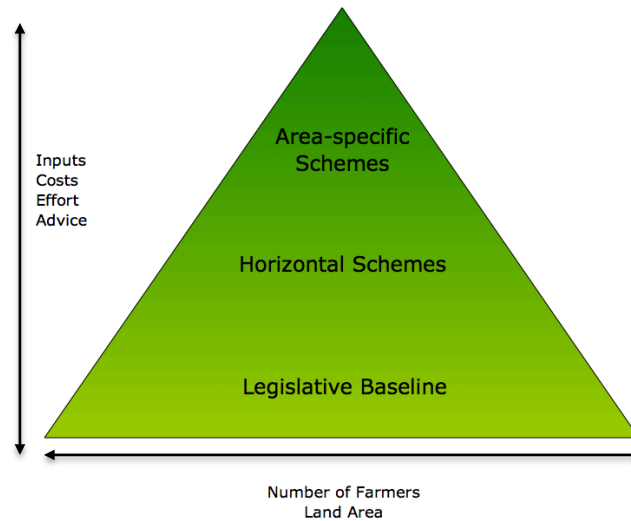 Area-specific
Schemes
Inputs
Costs
Effort
Advice
Horizontal Schemes
Legislative Baseline
Number of Farmers
Land Area